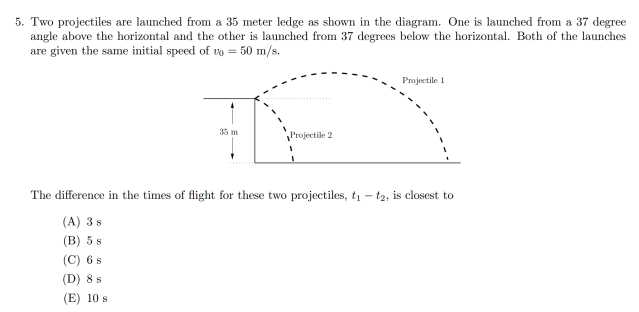 5. Two projectiles are launched from a 35 meter ledge as shown in the diagram. One is launched from a 37 degree
angle above the horizontal and the other is launched from 37 degrees below the horizontal. Both of the launches
are given the same initial speed of v₀ = 50 m/s.
Projectile 1
35 m
Projectile 2
The difference in the times of flight for these two projectiles, t₁ − t₂, is closest to
(A) 3 s
(B) 5 s
(C) 6 s
(D) 8 s
(E) 10 s